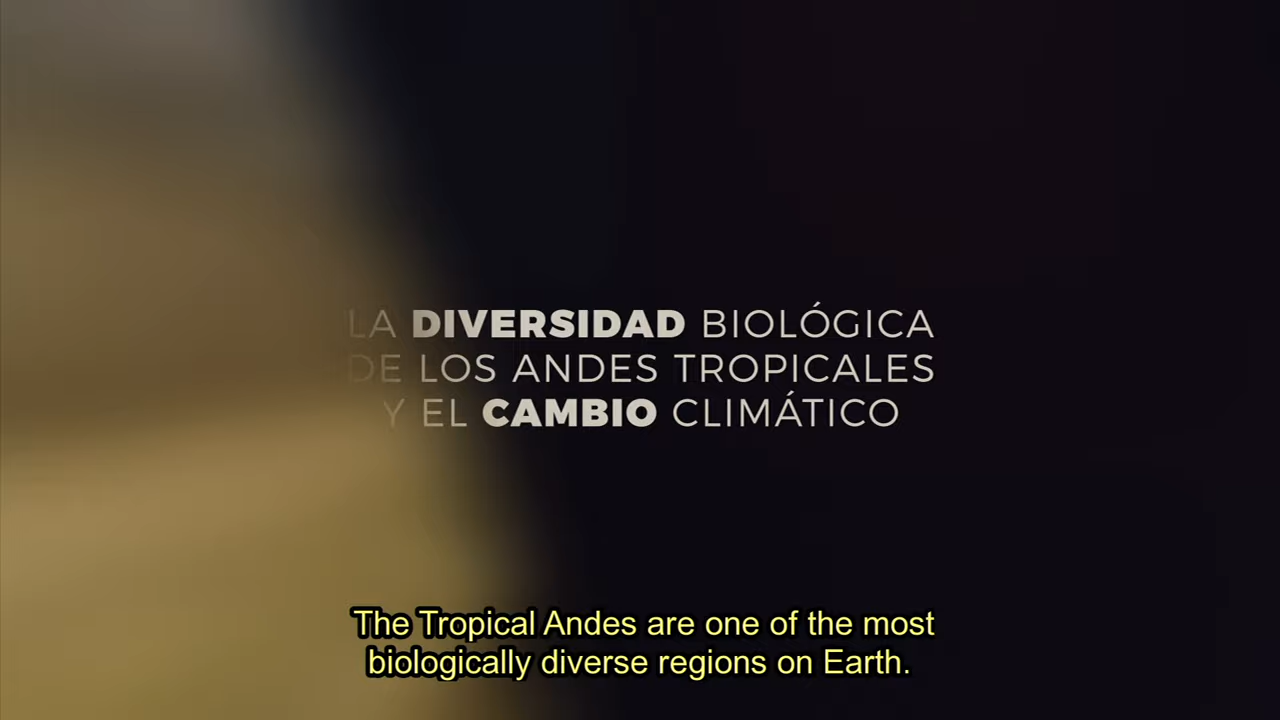 LA DIVERSIDAD BIOLÓGICA
DE LOS ANDES TROPICALES
Y EL CAMBIO CLIMÁTICO
The Tropical Andes are one of the most
biologically diverse regions on Earth.